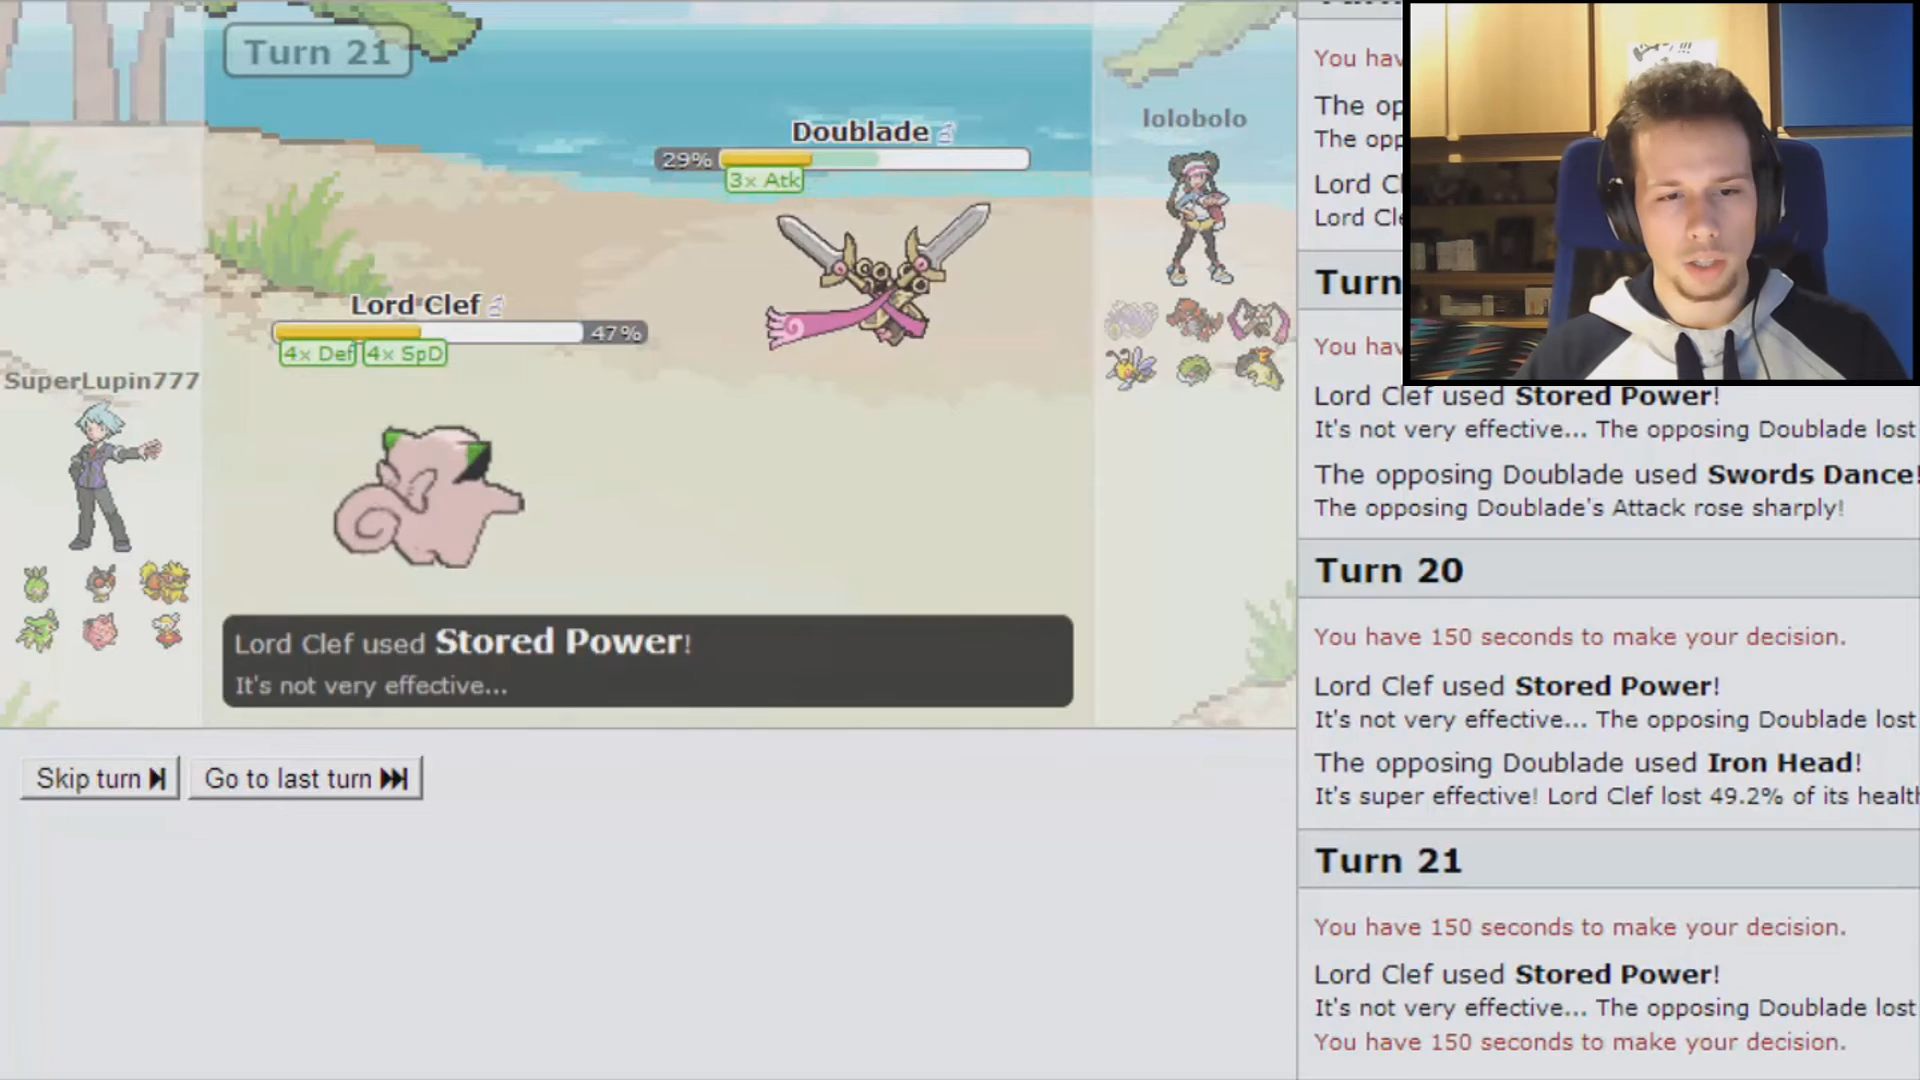 Turn 21
lolobolo
Doublade
29%
3x Atk
Lord Clef
47%
4x Def 4x SpD
SuperLupin777
Lord Clef used Stored Power!
It's not very effective...
Skip turn
Go to last turn
You hav
The op
The opp
Lord Cl
Lord Cle
Turn
You hav
Lord Clef used Stored Power!
It's not very effective... The opposing Doublade lost
The opposing Doublade used Swords Dance!
The opposing Doublade's Attack rose sharply!
Turn 20
You have 150 seconds to make your decision.
Lord Clef used Stored Power!
It's not very effective... The opposing Doublade lost
The opposing Doublade used Iron Head!
It's super effective! Lord Clef lost 49.2% of its health
Turn 21
You have 150 seconds to make your decision.
Lord Clef used Stored Power!
It's not very effective... The opposing Doublade lost
You have 150 seconds to make your decision.